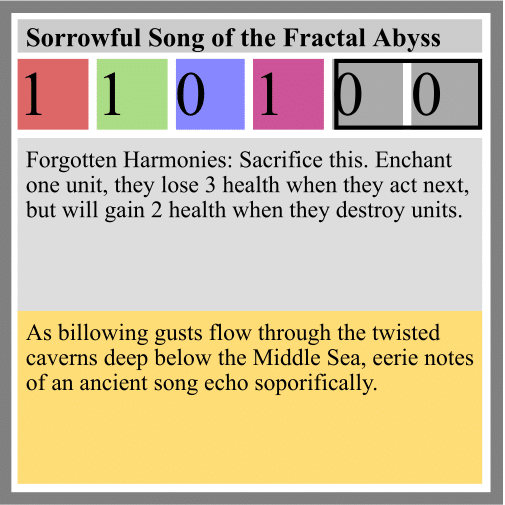 Sorrowful Song of the Fractal Abyss
1 1 0 1 0 0
Forgotten Harmonies: Sacrifice this. Enchant
one unit, they lose 3 health when they act next,
but will gain 2 health when they destroy units.
As billowing gusts flow through the twisted
caverns deep below the Middle Sea, eerie notes
of an ancient song echo soporifically.